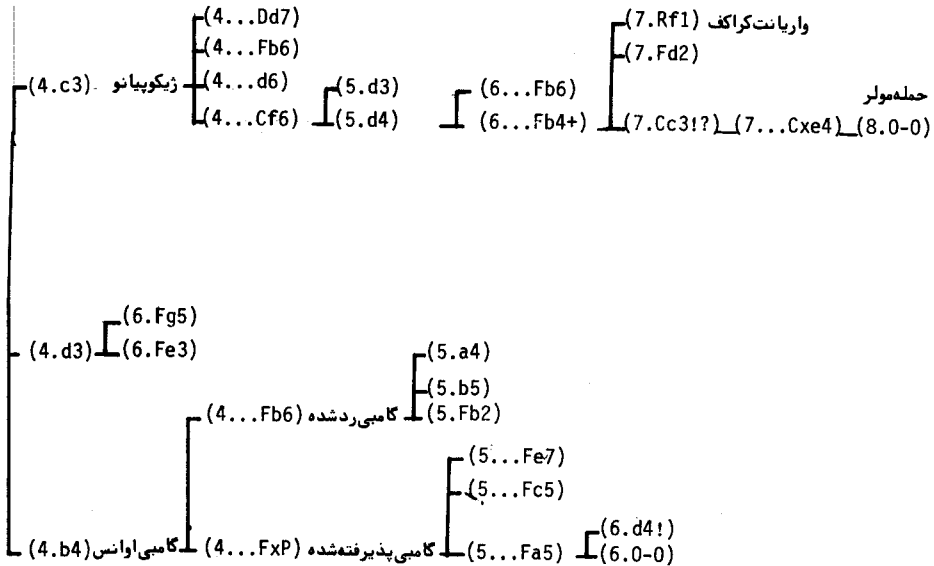 (4...Dd7) (7.Rf1) واریانت کراکف
(4...Fb6) (7.Fd2)
(4.c3) ژیکوپیانو (4...d6) (5.d3) (6...Fb6) حمله مولر
(4...Cf6) (5.d4) (6...Fb4+) (7.Cc3!?) (7...Cxe4) (8.0-0)
(6.Fg5)
(4.d3) (6.Fe3) (5.a4)
(5.b5)
(4...Fb6) گامبی رد شده (5.Fb2)
(5...Fe7)
(5...Fc5)
(6.d4!)
(4.b4) گامبی اوانس (4...FxP) گامبی پذیرفته شده (5...Fa5) (6.0-0)